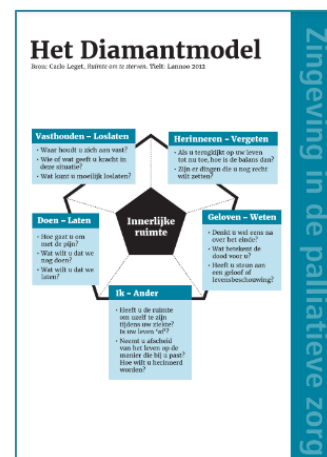 Het Diamantmodel
Bron: Carlo Leget, Ruimte om te sterven. Tielt: Lannoo 2012
Vasthouden – Loslaten
• Waar houdt u zich aan vast?
• Wie of wat geeft u kracht in
deze situatie?
• Wat kunt u moeilijk loslaten?
Herinneren – Vergeten
• Als u terugkijkt op uw leven
tot nu toe, hoe is de balans dan?
• Zijn er dingen die u nog recht
wilt zetten?
Doen – Laten
• Hoe gaat u om
met de pijn?
• Wat wilt u dat we
nog doen?
• Wat wilt u dat we
laten?
Innerlijke
ruimte
Geloven – Weten
• Denkt u wel eens na
over het einde?
• Wat betekent de
dood voor u?
• Heeft u steun aan
een geloof of
levensbeschouwing?
Ik – Ander
• Heeft u de ruimte
om uzelf te zijn
tijdens uw ziekte?
Is uw leven ‘af’?
• Neemt u afscheid
van het leven op de
manier die bij u past?
Hoe wilt u herinnerd
worden?
Zingeving in de palliatieve zorg